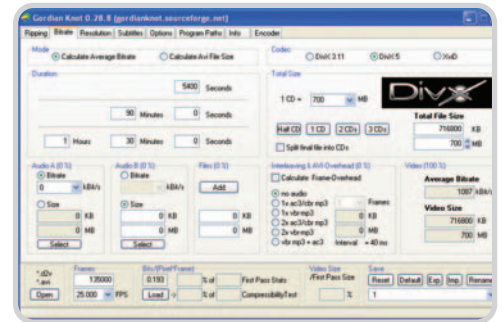 Gordian Knot 0.28.8 (gordianknot.sourceforge.net)
Ripping Bitrate Resolution Subtitles Options Program Paths Info Encoder
Mode
Calculate Average Bitrate Calculate Avi File Size
Codec
DivX 3.11 DivX 5 XviD
Duration
5400 Seconds
90 Minutes 0 Seconds
1 Hours 30 Minutes 0 Seconds
Total Size
1 CD = 700 MB
DivX
Half CD 1 CD 2 CDs 3 CDs
Split final file into CDs
Total File Size
716800 KB
700 MB
Audio A (0 %)
Bitrate
0 kBit/s
Size
0 KB
0 MB
Select
Audio B (0 %)
Bitrate
kBit/s
Size
0 KB
0 MB
Select
Files (0 %)
Add
0 KB
0 MB
Interleaving & AVI-Overhead (0 %)
Calculate Frame-Overhead
no audio
1x ac3/cbr mp3 Frames
1x vbr-mp3 0 KB
2x ac3/cbr mp3 0 KB
2x vbr-mp3 0 MB
vbr mp3 + ac3 Interval = 40 ms
Video (100 %)
Average Bitrate
1087 kBit/s
Video Size
716800 KB
700 MB
*.d2v
*.avi
Open
Frames
135000
25.000 FPS
Bits/(Pixel*Frame)
0.193 % of First Pass Stats
Load % of CompressibilityTest
Video Size
/First Pass Size
%
Save
Reset Default Exp Imp Rename
1